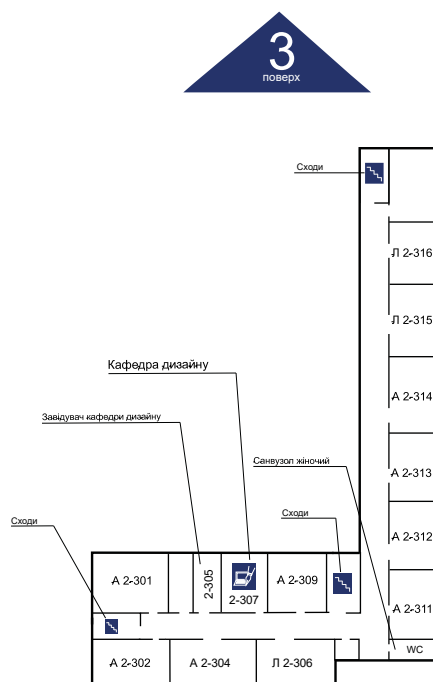 3
поверх
Сходи
Л 2-316
Л 2-315
Кафедра дизайну
А 2-314
Завідувач кафедри дизайну
Санвузол жіночий
А 2-313
Сходи
Сходи
А 2-312
А 2-301
2-305
2-307
А 2-309
А 2-311
WC
А 2-302
А 2-304
Л 2-306